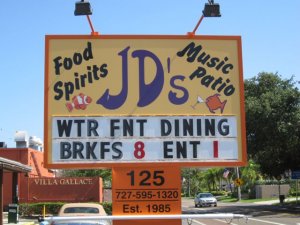 Food
Spirits
JD's
Music
patio
WTR FNT DINING
BRKFS 8 ENT 1
125
727-595-1320
Est. 1985
VILLA GALLACE